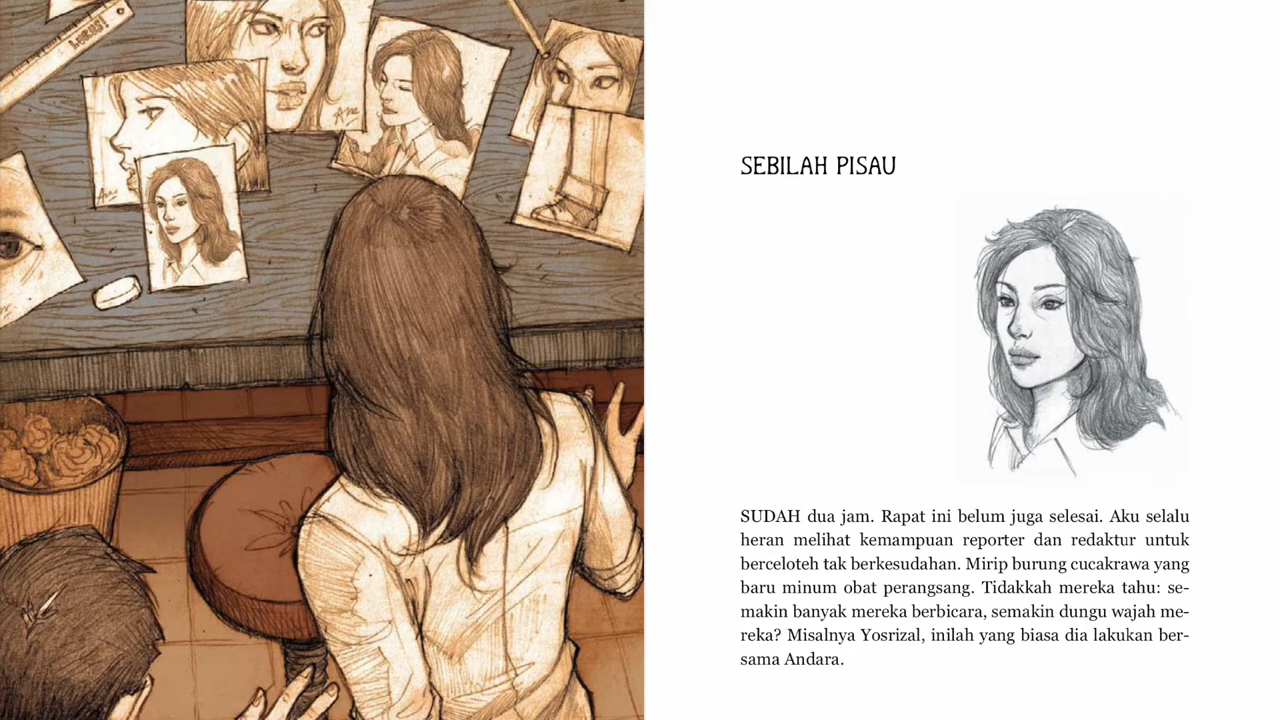 SEBILAH PISAU
SUDAH dua jam. Rapat ini belum juga selesai. Aku selalu
heran melihat kemampuan reporter dan redaktur untuk
berceloteh tak berkesudahan. Mirip burung cucakrawa yang
baru minum obat perangsang. Tidakkah mereka tahu: se-
makin banyak mereka berbicara, semakin dungu wajah me-
reka? Misalnya Yosrizal, inilah yang biasa dia lakukan ber-
sama Andara.